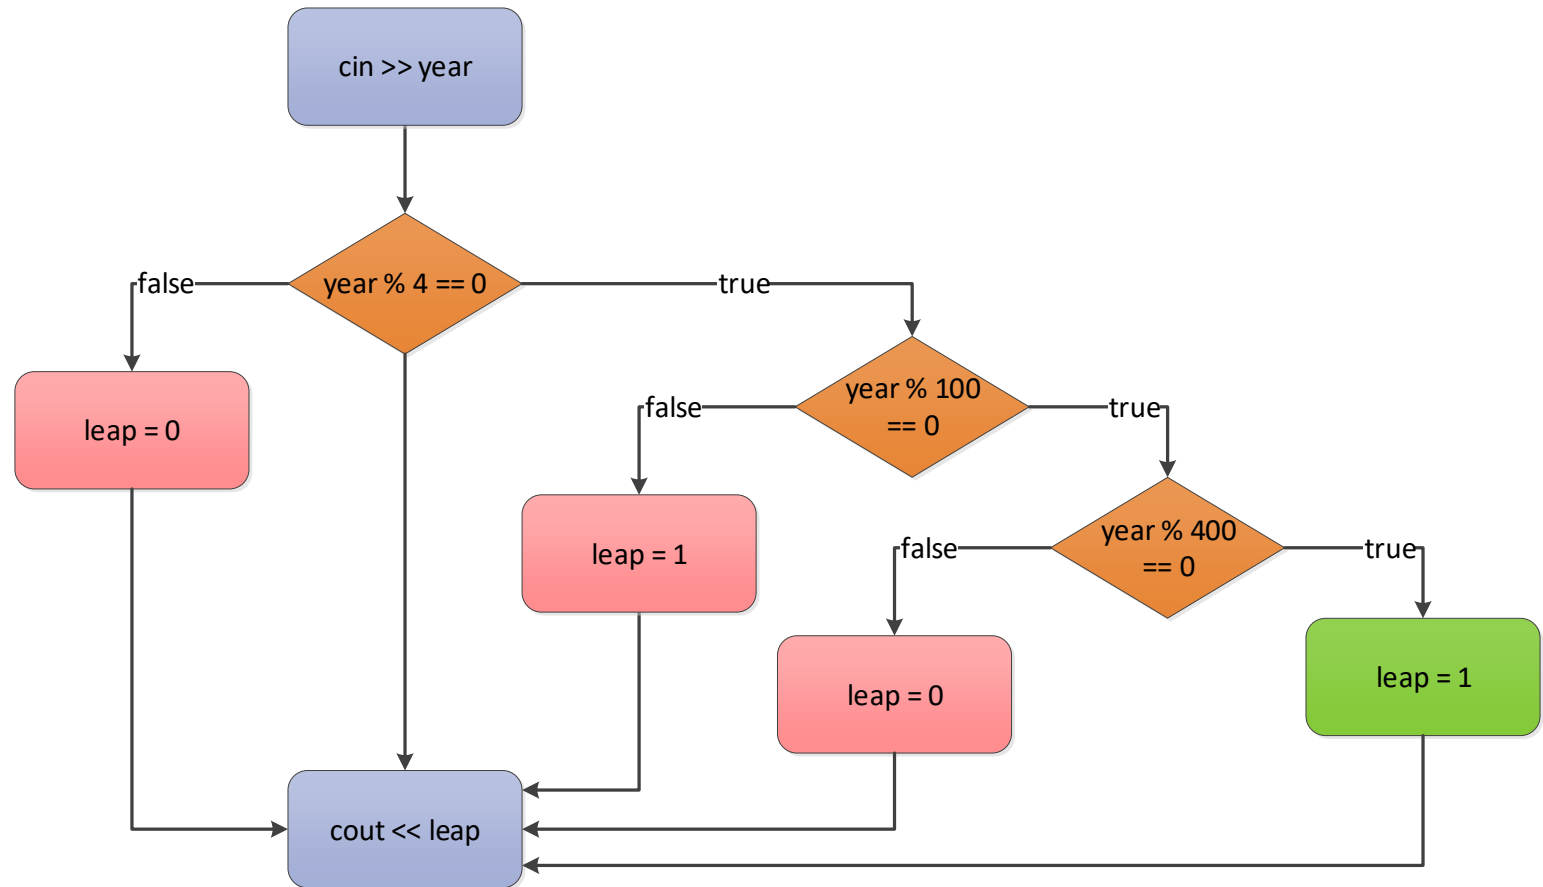 cin >> year
year % 4 == 0
false
true
leap = 0
year % 100
== 0
false
true
leap = 1
year % 400
== 0
false
true
leap = 0
leap = 1
cout << leap